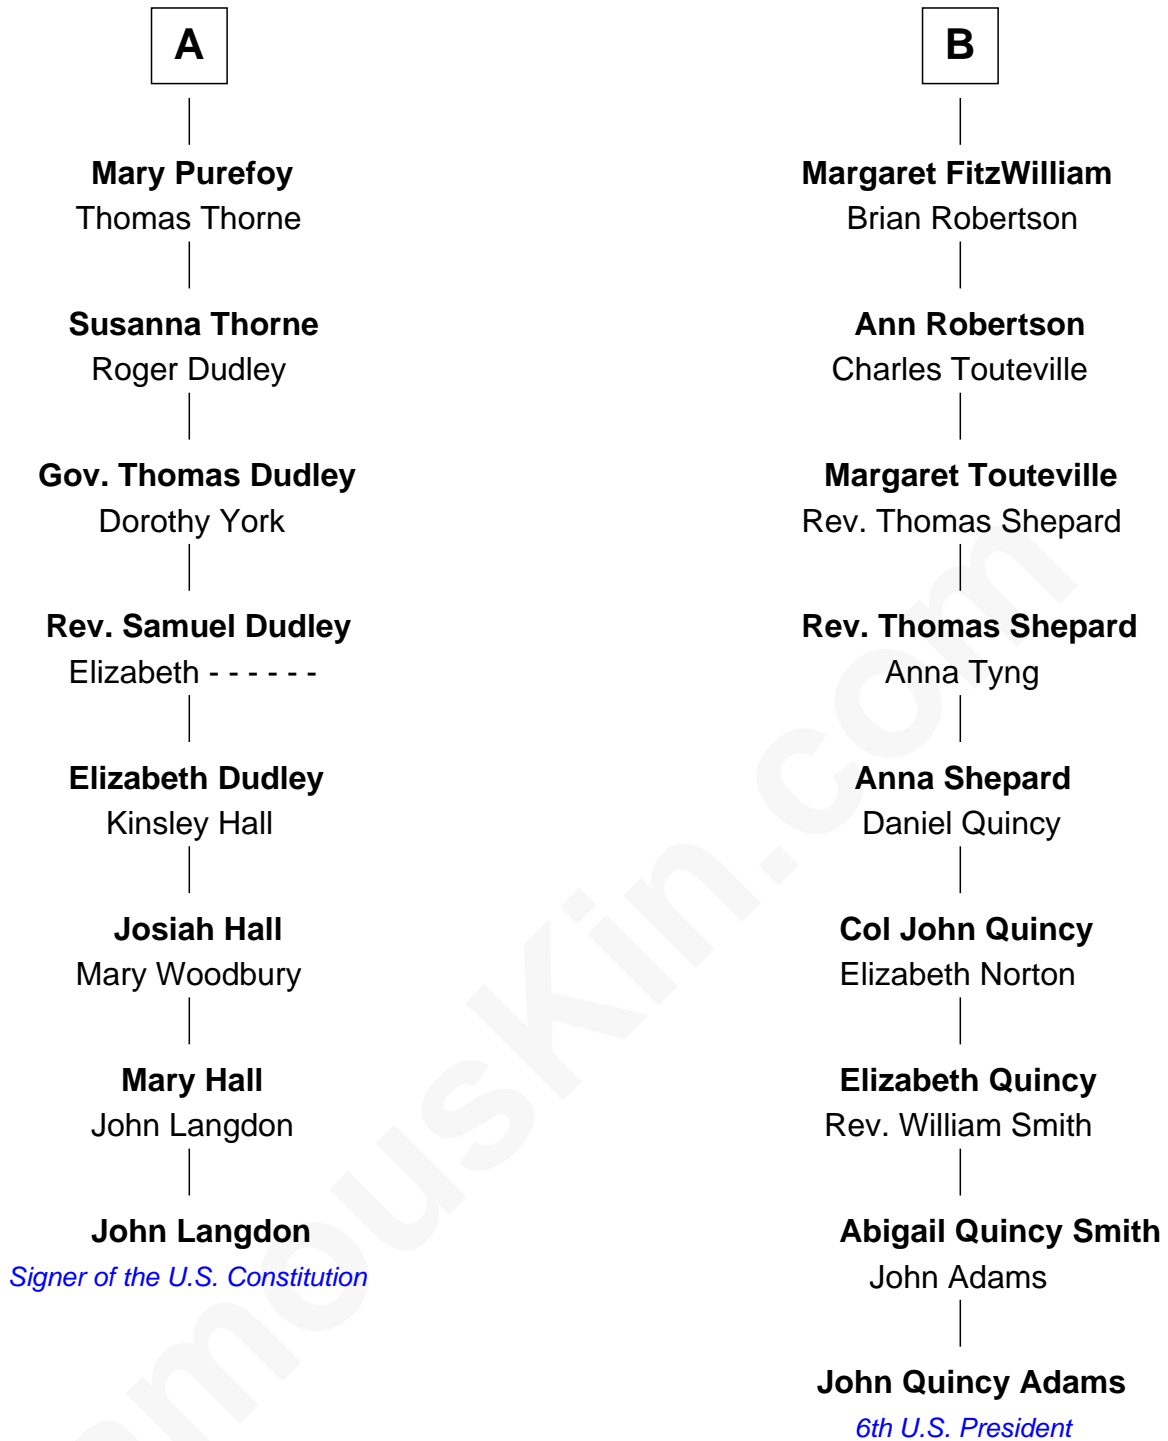 A
Mary Purefoy
Thomas Thorne
Susanna Thorne
Roger Dudley
Gov. Thomas Dudley
Dorothy York
Rev. Samuel Dudley
Elizabeth - - - - - -
Elizabeth Dudley
Kinsley Hall
Josiah Hall
Mary Woodbury
Mary Hall
John Langdon
John Langdon
Signer of the U.S. Constitution
B
Margaret FitzWilliam
Brian Robertson
Ann Robertson
Charles Touteville
Margaret Touteville
Rev. Thomas Shepard
Rev. Thomas Shepard
Anna Tyng
Anna Shepard
Daniel Quincy
Col John Quincy
Elizabeth Norton
Elizabeth Quincy
Rev. William Smith
Abigail Quincy Smith
John Adams
John Quincy Adams
6th U.S. President
amouskin.com